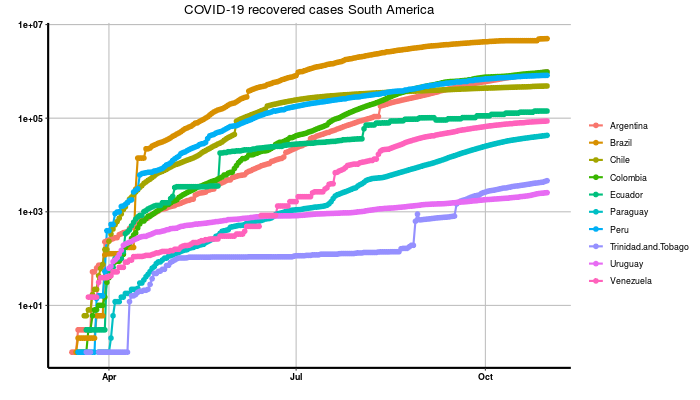 COVID-19 recovered cases South America
1e+07
1e+05
1e+03
1e+01
Apr
Jul
Oct
Argentina
Brazil
Chile
Colombia
Ecuador
Paraguay
Peru
Trinidad.and.Tobago
Uruguay
Venezuela